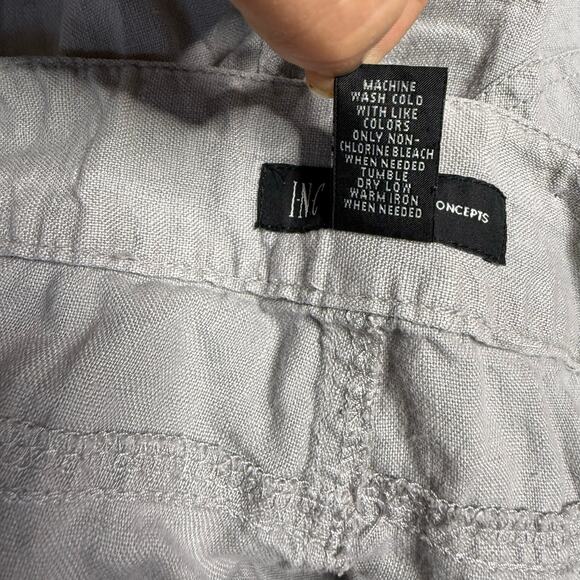 MACHINE
WASH COLD
WITH LIKE
COLORS
ONLY NON-
CHLORINE BLEACH
WHEN NEEDED
TUMBLE
DRY LOW
WARM IRON
WHEN NEEDED
I·N·C
ONCEPTS